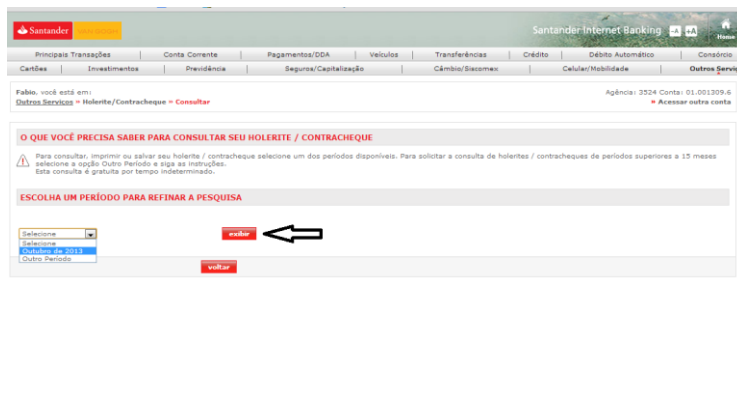 Santander VAN GOGH
Santander Internet Banking -A +A Home
Principais Transações | Conta Corrente | Pagamentos/DDA | Veículos | Transferências | Crédito | Débito Automático | Consórcio
Cartões | Investimentos | Previdência | Seguros/Capitalização | Câmbio/Siscomex | Celular/Mobilidade | Outros Servi
Fabio, você está em: Agência: 3524 Conta: 01.001309.6
Outros Serviços » Holerite/Contracheque » Consultar » Acessar outra conta
O QUE VOCÊ PRECISA SABER PARA CONSULTAR SEU HOLERITE / CONTRACHEQUE
Para consultar, imprimir ou salvar seu holerite / contracheque selecione um dos períodos disponíveis. Para solicitar a consulta de holerites / contracheques de períodos superiores a 15 meses
selecione a opção Outro Período e siga as instruções.
Esta consulta é gratuita por tempo indeterminado.
ESCOLHA UM PERÍODO PARA REFINAR A PESQUISA
Selecione exibir
Selecione
Outubro de 2013
Outro Período
voltar